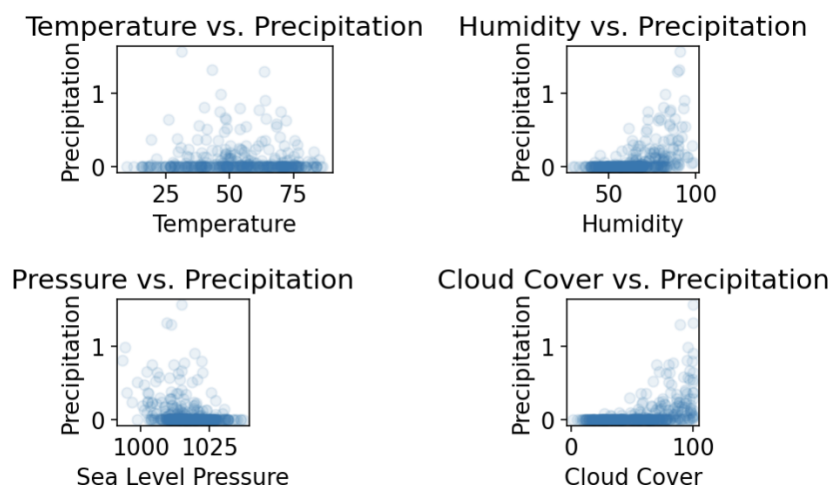 Temperature vs. Precipitation
Precipitation
1
0
25 50 75
Temperature
Humidity vs. Precipitation
Precipitation
1
0
50 100
Humidity
Pressure vs. Precipitation
Precipitation
1
0
1000 1025
Sea Level Pressure
Cloud Cover vs. Precipitation
Precipitation
1
0
0 100
Cloud Cover